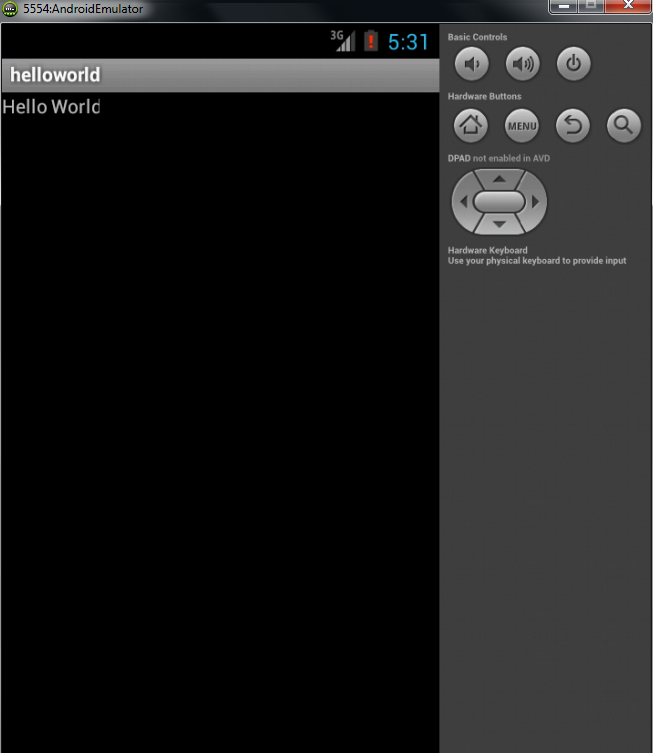 5554:AndroidEmulator
3G 5:31
helloworld
Hello World
Basic Controls
Hardware Buttons
MENU
DPAD not enabled in AVD
Hardware Keyboard
Use your physical keyboard to provide input